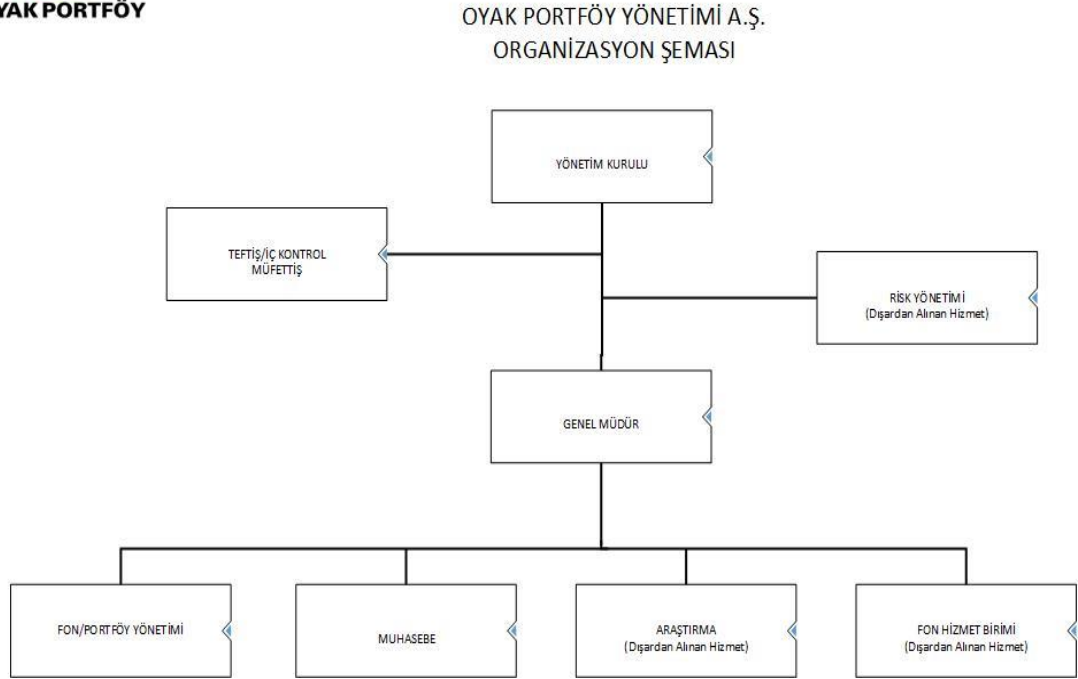 YAK PORTFÖY
OYAK PORTFÖY YÖNETİMİ A.Ş.
ORGANİZASYON ŞEMASI
YÖNETİM KURULU
TEFTİŞ/İÇ KONTROL
MÜFETTİŞ
RİSK YÖNETİMİ
(Dışardan Alınan Hizmet)
GENEL MÜDÜR
FON/PORTFÖY YÖNETİMİ
MUHASEBE
ARAŞTIRMA
(Dışardan Alınan Hizmet)
FON HİZMET BİRİMİ
(Dışardan Alınan Hizmet)